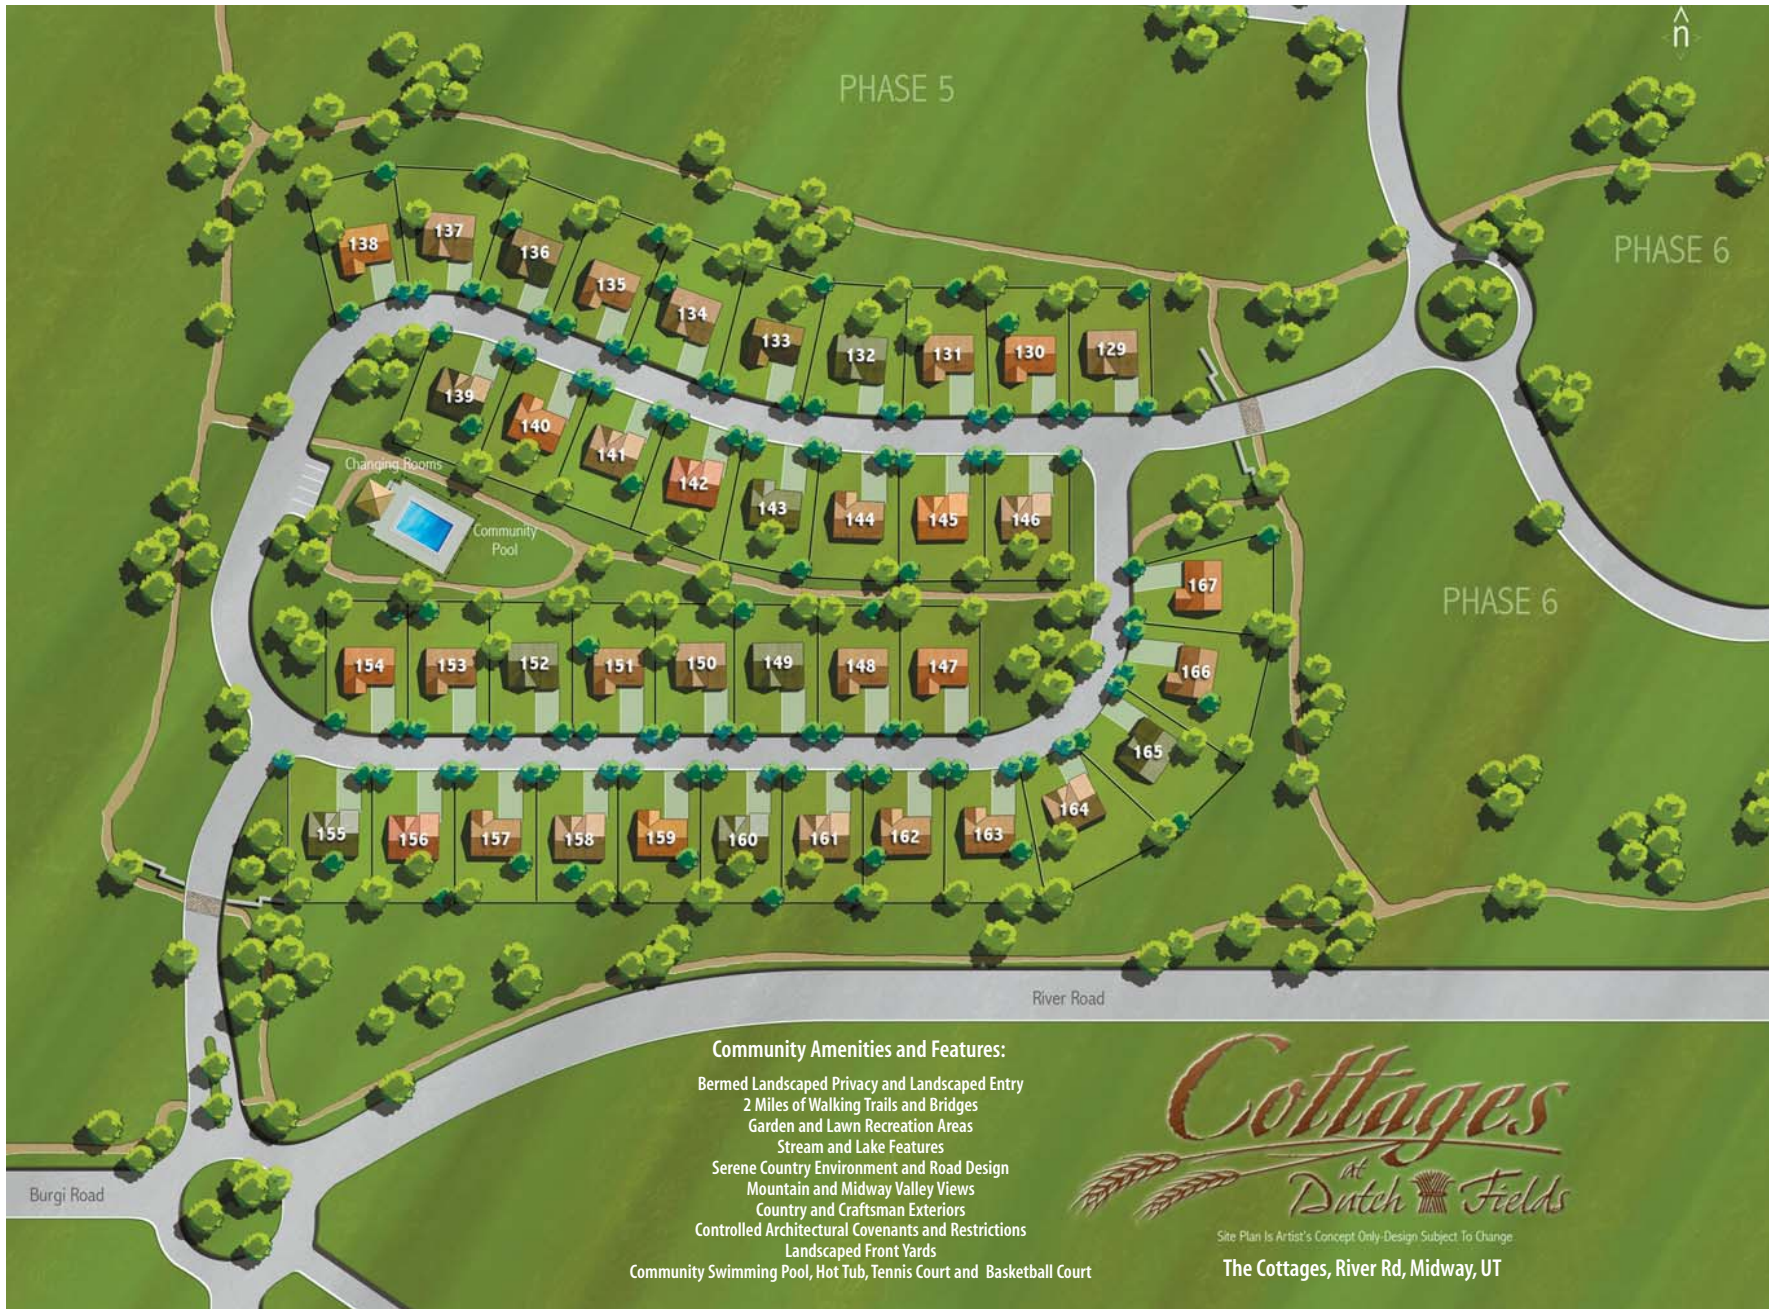 n
PHASE 5
PHASE 6
138
137
136
135
134
133
132
131
130
129
139
140
141
142
143
144
145
146
Changing Rooms
Community
Pool
167
PHASE 6
166
154
153
152
151
150
149
148
147
165
164
155
156
157
158
159
160
161
162
163
River Road
Burgi Road
Community Amenities and Features:
Bermed Landscaped Privacy and Landscaped Entry
2 Miles of Walking Trails and Bridges
Garden and Lawn Recreation Areas
Stream and Lake Features
Serene Country Environment and Road Design
Mountain and Midway Valley Views
Country and Craftsman Exteriors
Controlled Architectural Covenants and Restrictions
Landscaped Front Yards
Community Swimming Pool, Hot Tub, Tennis Court and Basketball Court
Cottages
at
Dutch Fields
Site Plan Is Artist's Concept Only-Design Subject To Change
The Cottages, River Rd, Midway, UT